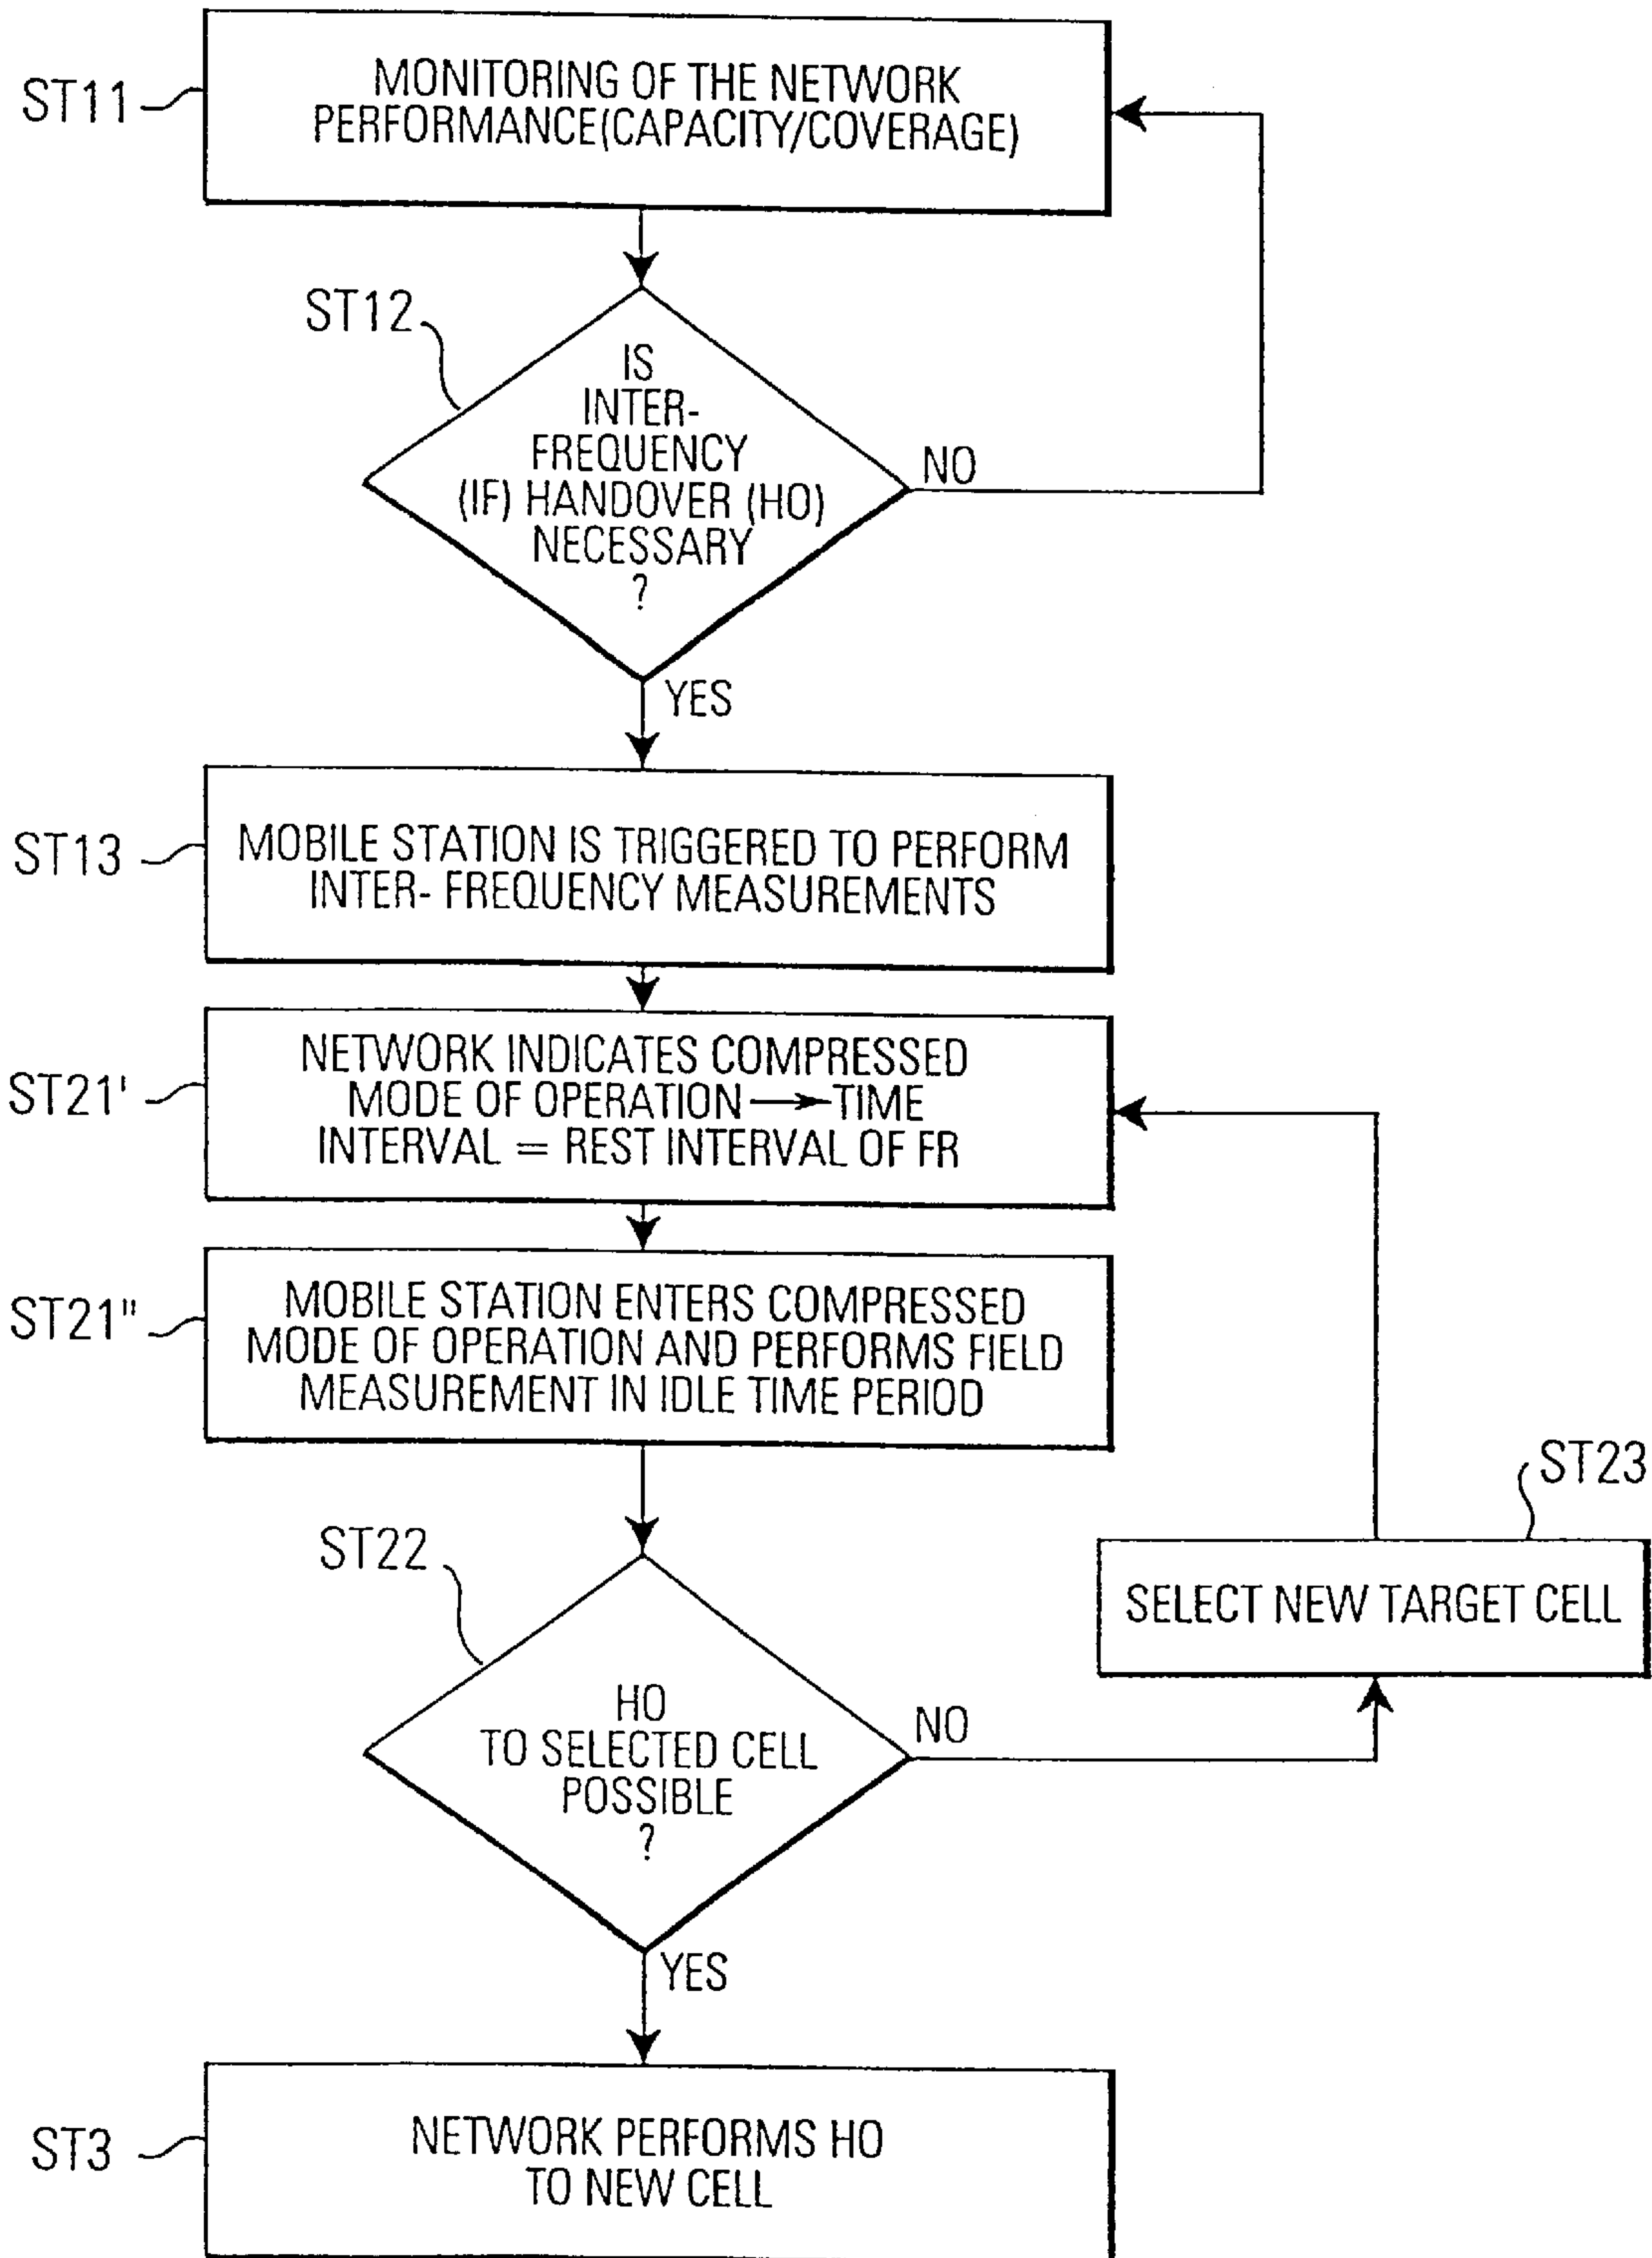 ST11
MONITORING OF THE NETWORK
PERFORMANCE(CAPACITY/COVERAGE)
ST12
IS
INTER-
FREQUENCY
(IF) HANDOVER (HO)
NECESSARY
?
NO
YES
ST13
MOBILE STATION IS TRIGGERED TO PERFORM
INTER- FREQUENCY MEASUREMENTS
ST21'
NETWORK INDICATES COMPRESSED
MODE OF OPERATION → TIME
INTERVAL = REST INTERVAL OF FR
ST21"
MOBILE STATION ENTERS COMPRESSED
MODE OF OPERATION AND PERFORMS FIELD
MEASUREMENT IN IDLE TIME PERIOD
ST23
SELECT NEW TARGET CELL
ST22
HO
TO SELECTED CELL
POSSIBLE
?
NO
YES
ST3
NETWORK PERFORMS HO
TO NEW CELL